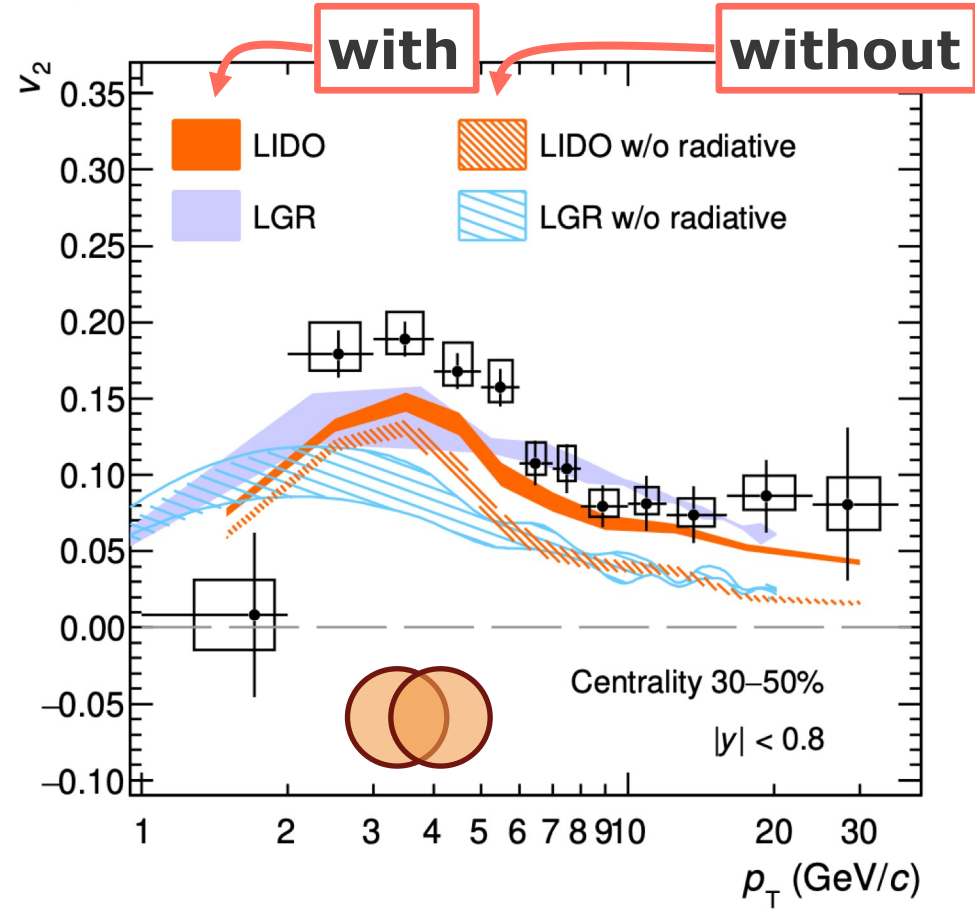 with
without
v2
0.35
0.30
0.25
0.20
0.15
0.10
0.05
0.00
−0.05
−0.10
LIDO
LIDO w/o radiative
LGR
LGR w/o radiative
Centrality 30–50%
|y| < 0.8
1 2 3 4 5 6 7 8 9 10 20 30
pT (GeV/c)